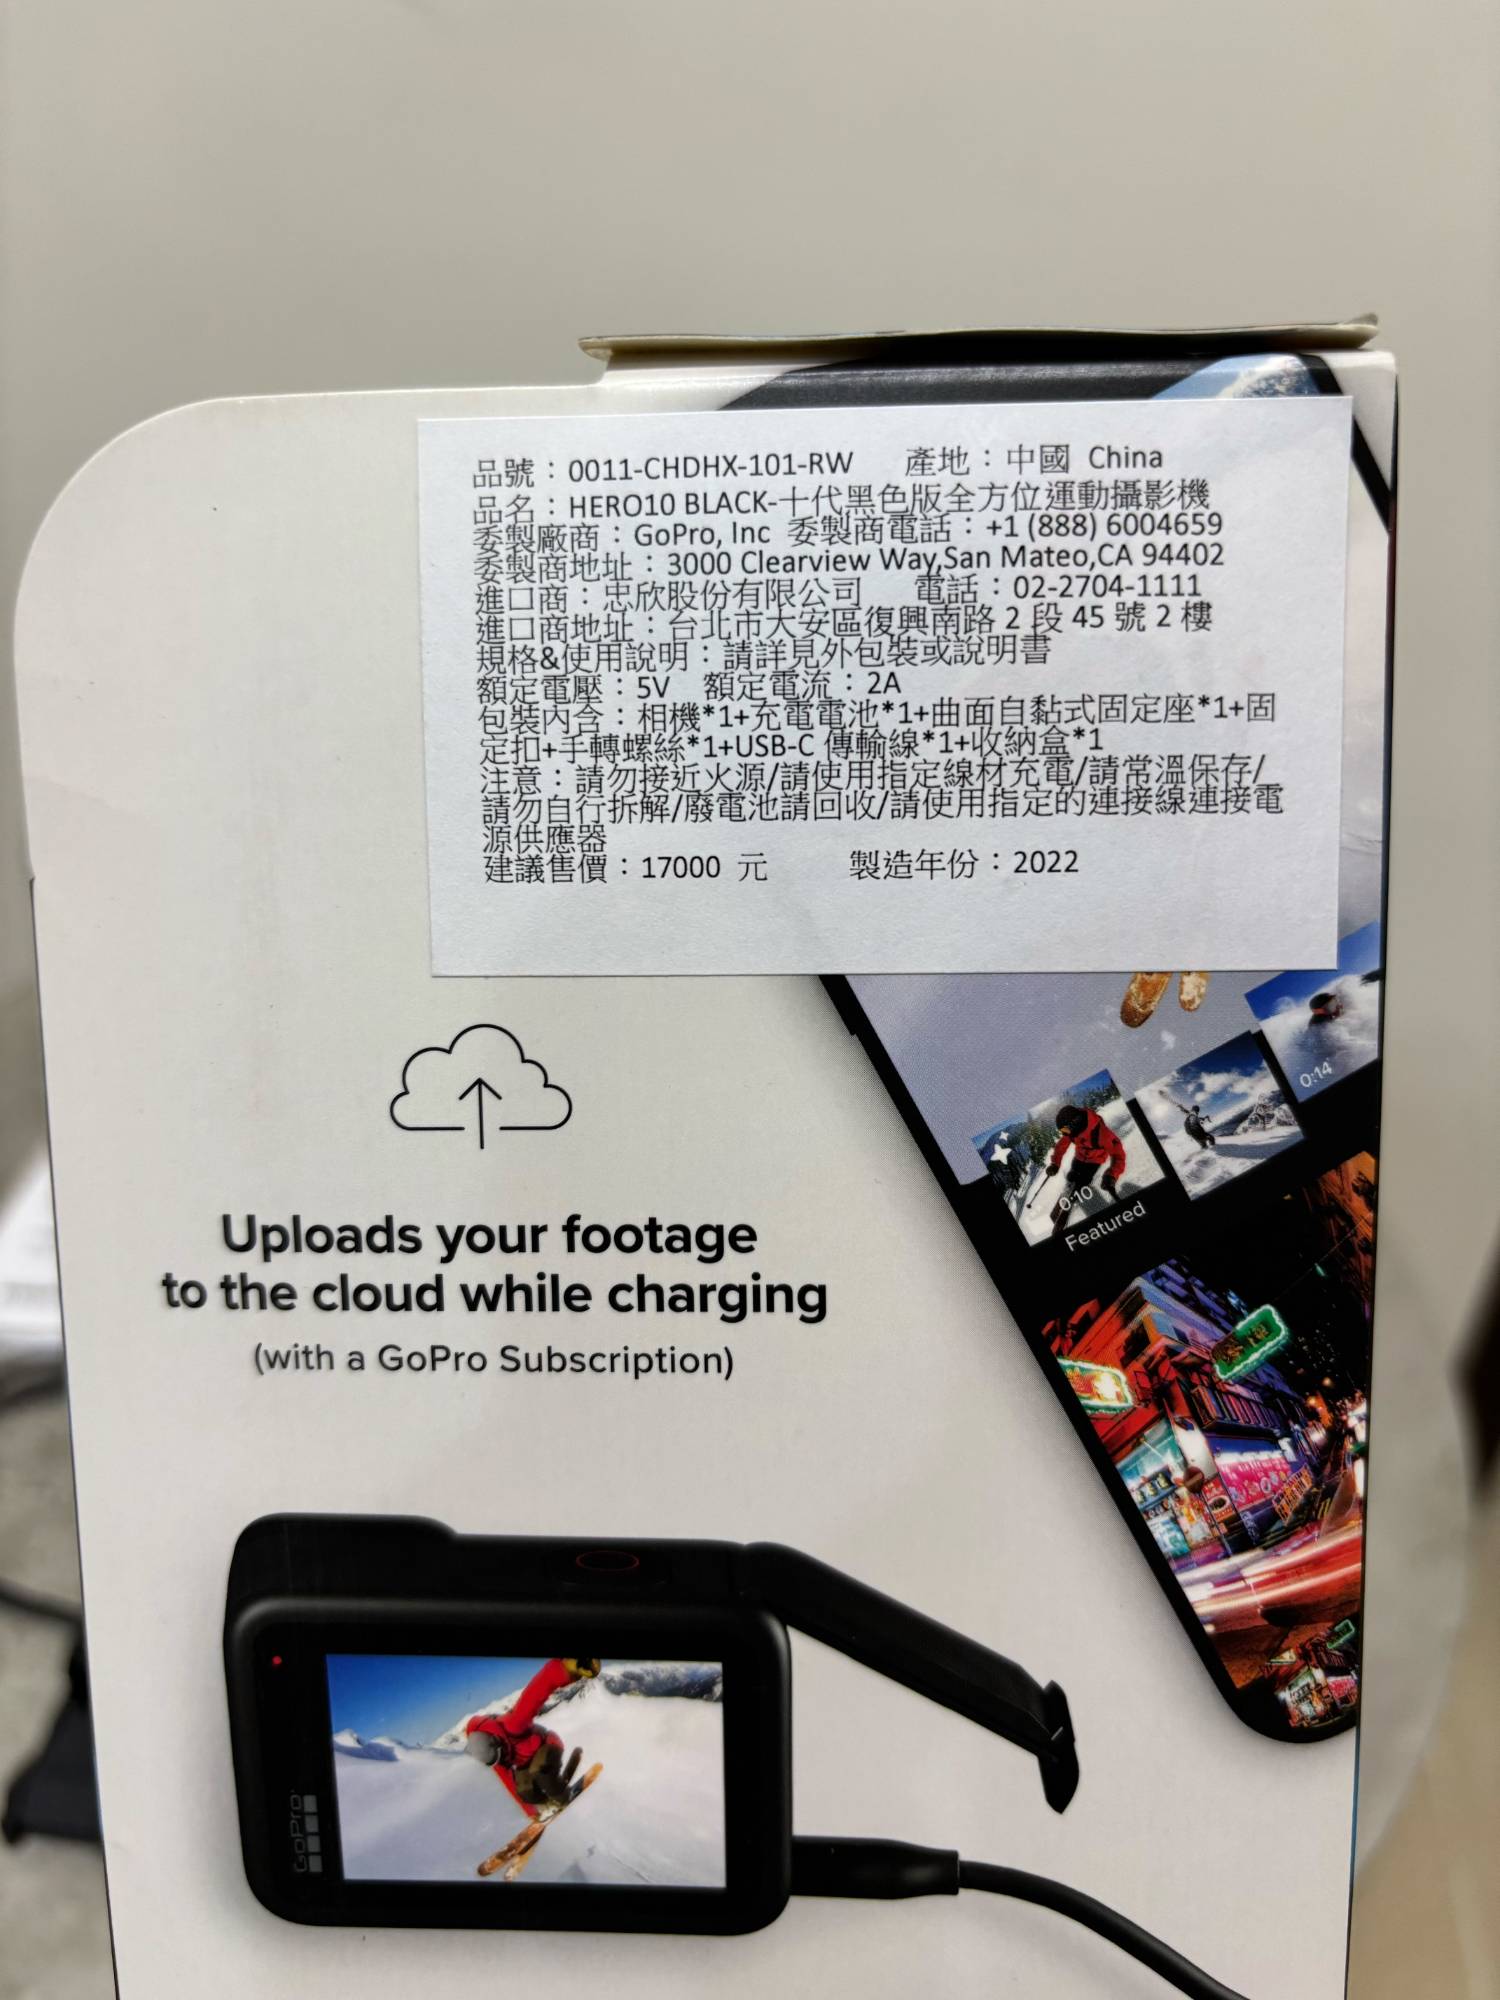 品號：0011-CHDHX-101-RW 產地：中國 China
品名：HERO10 BLACK-十代黑色版全方位運動攝影機
委製廠商：GoPro, Inc 委製商電話：+1 (888) 6004659
委製商地址：3000 Clearview Way,San Mateo,CA 94402
進口商：忠欣股份有限公司 電話：02-2704-1111
進口商地址：台北市大安區復興南路 2 段 45 號 2 樓
規格&使用說明：請詳見外包裝或說明書
額定電壓：5V 額定電流：2A
包裝內含：相機*1+充電電池*1+曲面自黏式固定座*1+固
定扣+手轉螺絲*1+USB-C 傳輸線*1+收納盒*1
注意：請勿接近火源/請使用指定線材充電/請常溫保存/
請勿自行拆解/廢電池請回收/請使用指定的連接線連接電
源供應器
建議售價：17000 元 製造年份：2022
0:14
0:10
Featured
Uploads your footage
to the cloud while charging
(with a GoPro Subscription)
GoPro